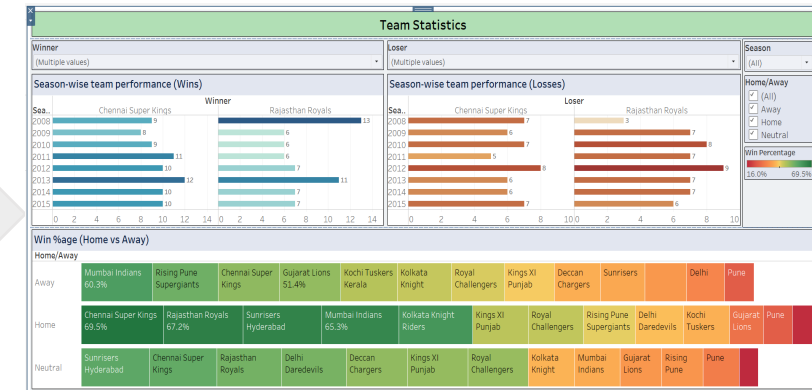 Team Statistics
Winner
(Multiple values)
Loser
(Multiple values)
Season
(All)
Season-wise team performance (Wins)
Winner
Sea.. Chennai Super Kings Rajasthan Royals
2008 9 13
2009 8 6
2010 9 6
2011 11 6
2012 10 7
2013 12 11
2014 10 7
2015 10 7
0 2 4 6 8 10 12 14 0 2 4 6 8 10 12 14
Season-wise team performance (Losses)
Loser
Sea.. Chennai Super Kings Rajasthan Royals
2008 7 3
2009 6 7
2010 7 8
2011 5 7
2012 8 9
2013 6 7
2014 6 7
2015 7 6
0 2 4 6 8 10 0 2 4 6 8 10
Home/Away
(All)
Away
Home
Neutral
Win Percentage
16.0% 69.5%
Win %age (Home vs Away)
Home/Away
Away
Mumbai Indians
60.3%
Rising Pune
Supergiants
Chennai Super
Kings
Gujarat Lions
51.4%
Kochi Tuskers
Kerala
Kolkata
Knight
Royal
Challengers
Kings XI
Punjab
Deccan
Chargers
Sunrisers
Delhi
Pune
Home
Chennai Super Kings
69.5%
Rajasthan Royals
67.2%
Sunrisers
Hyderabad
Mumbai Indians
65.3%
Kolkata Knight
Riders
Kings XI
Punjab
Royal
Challengers
Rising Pune
Supergiants
Delhi
Daredevils
Kochi
Tuskers
Gujarat
Lions
Pune
Neutral
Sunrisers
Hyderabad
Chennai Super
Kings
Rajasthan
Royals
Delhi
Daredevils
Deccan
Chargers
Kings XI
Punjab
Royal
Challengers
Kolkata
Knight
Mumbai
Indians
Gujarat
Lions
Rising
Pune
Pune